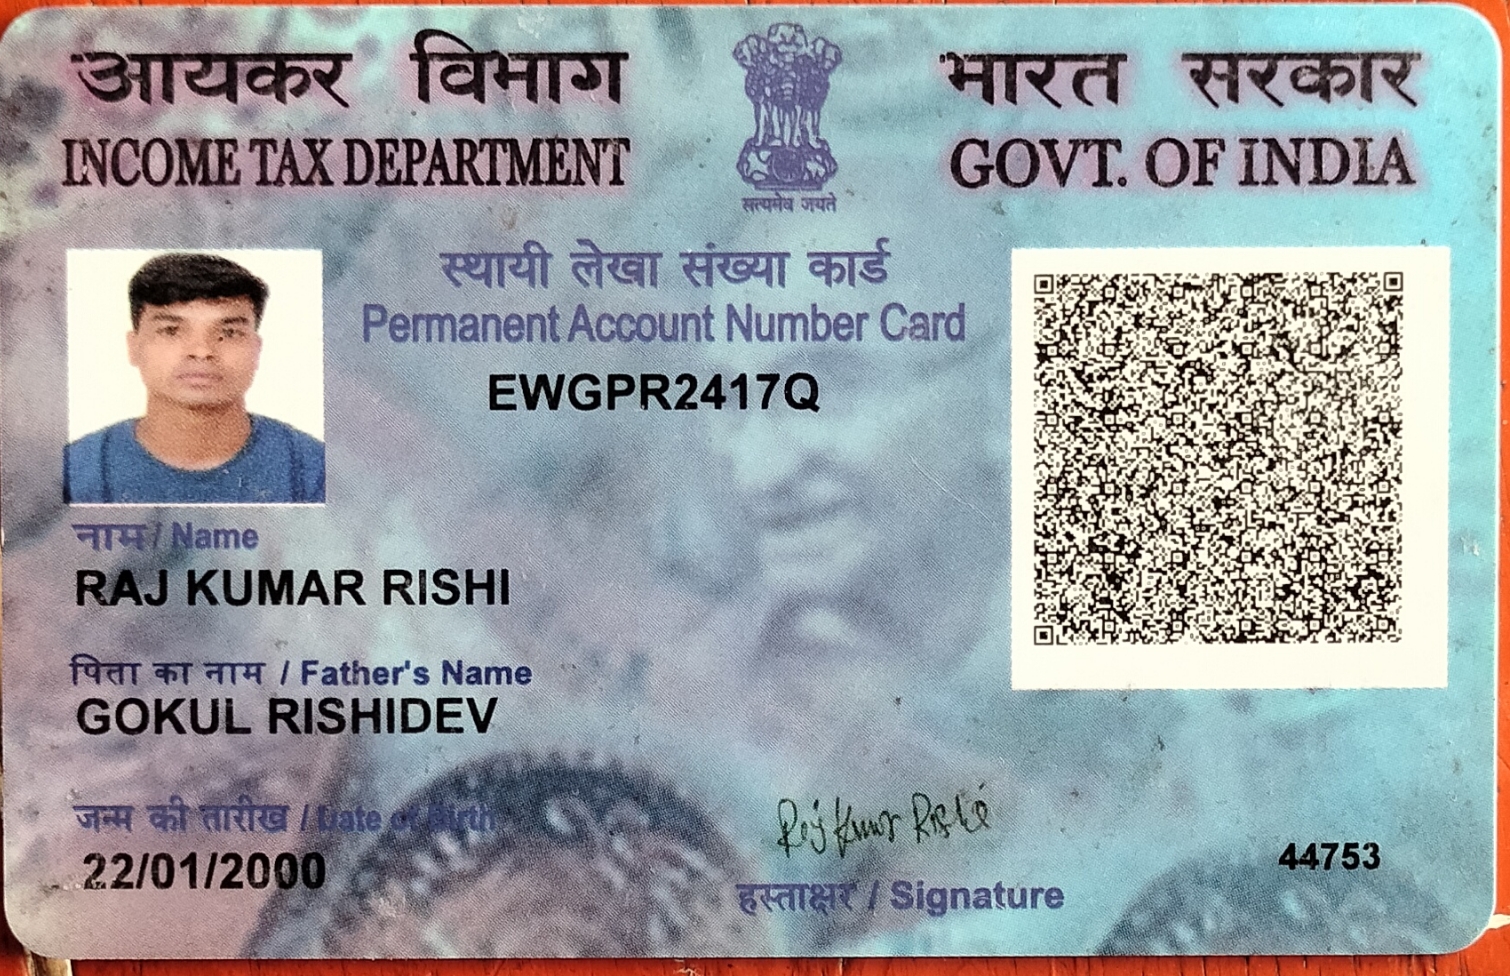 आयकर विभाग
INCOME TAX DEPARTMENT
सत्यमेव जयते
भारत सरकार
GOVT. OF INDIA
स्थायी लेखा संख्या कार्ड
Permanent Account Number Card
EWGPR2417Q
नाम / Name
RAJ KUMAR RISHI
पिता का नाम / Father's Name
GOKUL RISHIDEV
जन्म की तारीख / Date of Birth
22/01/2000
Raj Kumar Rishi
हस्ताक्षर / Signature
44753